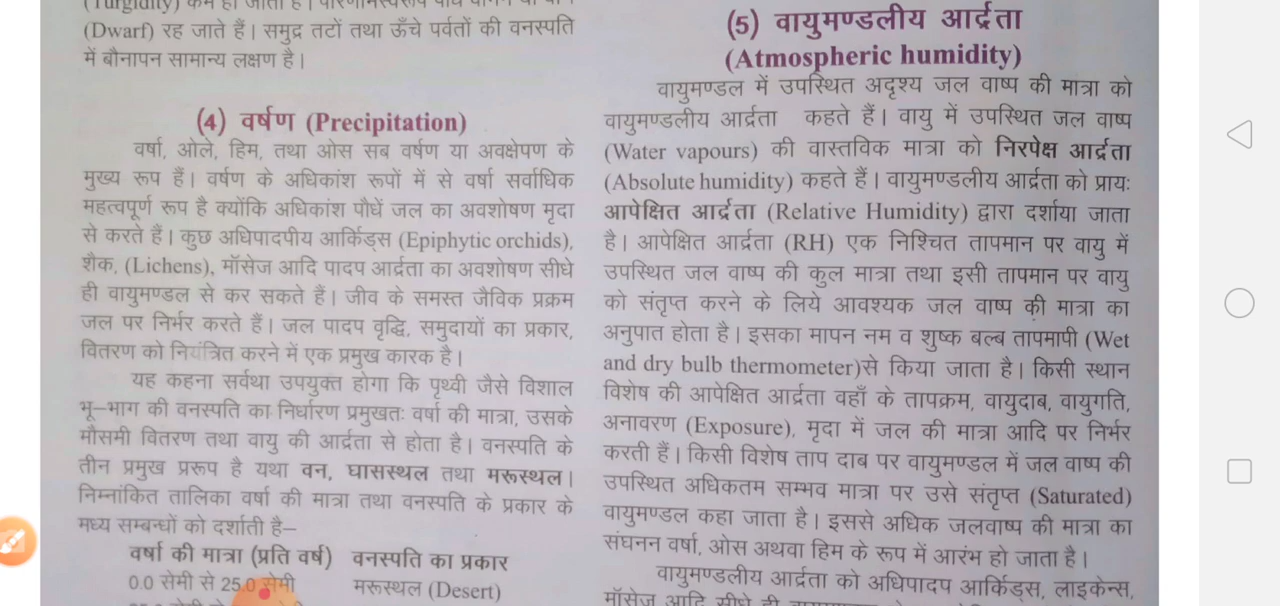 (Turgidity) कम हो जाती है। परिणामस्वरूप पौधे
(Dwarf) रह जाते हैं। समुद्र तटों तथा ऊँचे पर्वतों की वनस्पति
में बौनापन सामान्य लक्षण है।
(4) वर्षण (Precipitation)
वर्षा, ओले, हिम, तथा ओस सब वर्षण या अवक्षेपण के
मुख्य रूप हैं। वर्षण के अधिकांश रूपों में से वर्षा सर्वाधिक
महत्वपूर्ण रूप है क्योंकि अधिकांश पौधें जल का अवशोषण मृदा
से करते हैं। कुछ अधिपादपीय आर्किड्स (Epiphytic orchids),
शैक, (Lichens), मॉसेज आदि पादप आर्द्रता का अवशोषण सीधे
ही वायुमण्डल से कर सकते हैं। जीव के समस्त जैविक प्रक्रम
जल पर निर्भर करते हैं। जल पादप वृद्धि, समुदायों का प्रकार,
वितरण को नियंत्रित करने में एक प्रमुख कारक है।
यह कहना सर्वथा उपयुक्त होगा कि पृथ्वी जैसे विशाल
भू–भाग की वनस्पति का निर्धारण प्रमुखतः वर्षा की मात्रा, उसके
मौसमी वितरण तथा वायु की आर्द्रता से होता है। वनस्पति के
तीन प्रमुख प्ररूप है यथा वन, घासस्थल तथा मरूस्थल।
निम्नांकित तालिका वर्षा की मात्रा तथा वनस्पति के प्रकार के
मध्य सम्बन्धों को दर्शाती है–
वर्षा की मात्रा (प्रति वर्ष) वनस्पति का प्रकार
0.0 सेमी से 25.0 सेमी मरूस्थल (Desert)
(5) वायुमण्डलीय आर्द्रता
(Atmospheric humidity)
वायुमण्डल में उपस्थित अदृश्य जल वाष्प की मात्रा को
वायुमण्डलीय आर्द्रता कहते हैं। वायु में उपस्थित जल वाष्प
(Water vapours) की वास्तविक मात्रा को निरपेक्ष आर्द्रता
(Absolute humidity) कहते हैं। वायुमण्डलीय आर्द्रता को प्रायः
आपेक्षित आर्द्रता (Relative Humidity) द्वारा दर्शाया जाता
है। आपेक्षित आर्द्रता (RH) एक निश्चित तापमान पर वायु में
उपस्थित जल वाष्प की कुल मात्रा तथा इसी तापमान पर वायु
को संतृप्त करने के लिये आवश्यक जल वाष्प की मात्रा का
अनुपात होता है। इसका मापन नम व शुष्क बल्ब तापमापी (Wet
and dry bulb thermometer)से किया जाता है। किसी स्थान
विशेष की आपेक्षित आर्द्रता वहाँ के तापक्रम, वायुदाब, वायुगति,
अनावरण (Exposure), मृदा में जल की मात्रा आदि पर निर्भर
करती हैं। किसी विशेष ताप दाब पर वायुमण्डल में जल वाष्प की
उपस्थित अधिकतम सम्भव मात्रा पर उसे संतृप्त (Saturated)
वायुमण्डल कहा जाता है। इससे अधिक जलवाष्प की मात्रा का
संघनन वर्षा, ओस अथवा हिम के रूप में आरंभ हो जाता है।
वायुमण्डलीय आर्द्रता को अधिपादप आर्किड्स, लाइकेन्स,
मॉसेज आदि सीधे ही